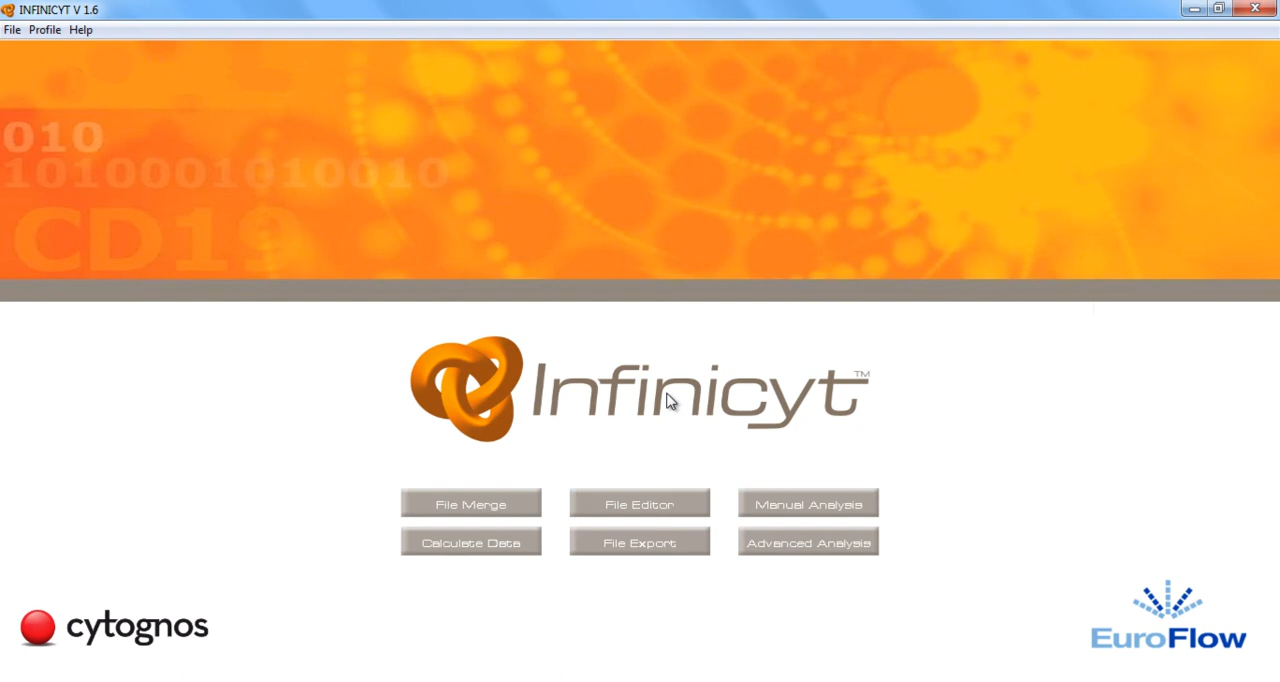 INFINICYT V 1.6
File Profile Help
010
1010001010010
CD19
Infinicyt™
File Merge File Editor Manual Analysis
Calculate Data File Export Advanced Analysis
cytognos
EuroFlow